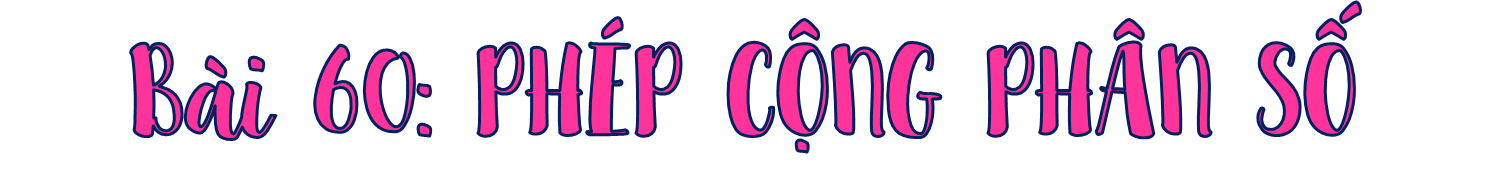 Bài 60: PHÉP CỘNG PHÂN SỐ